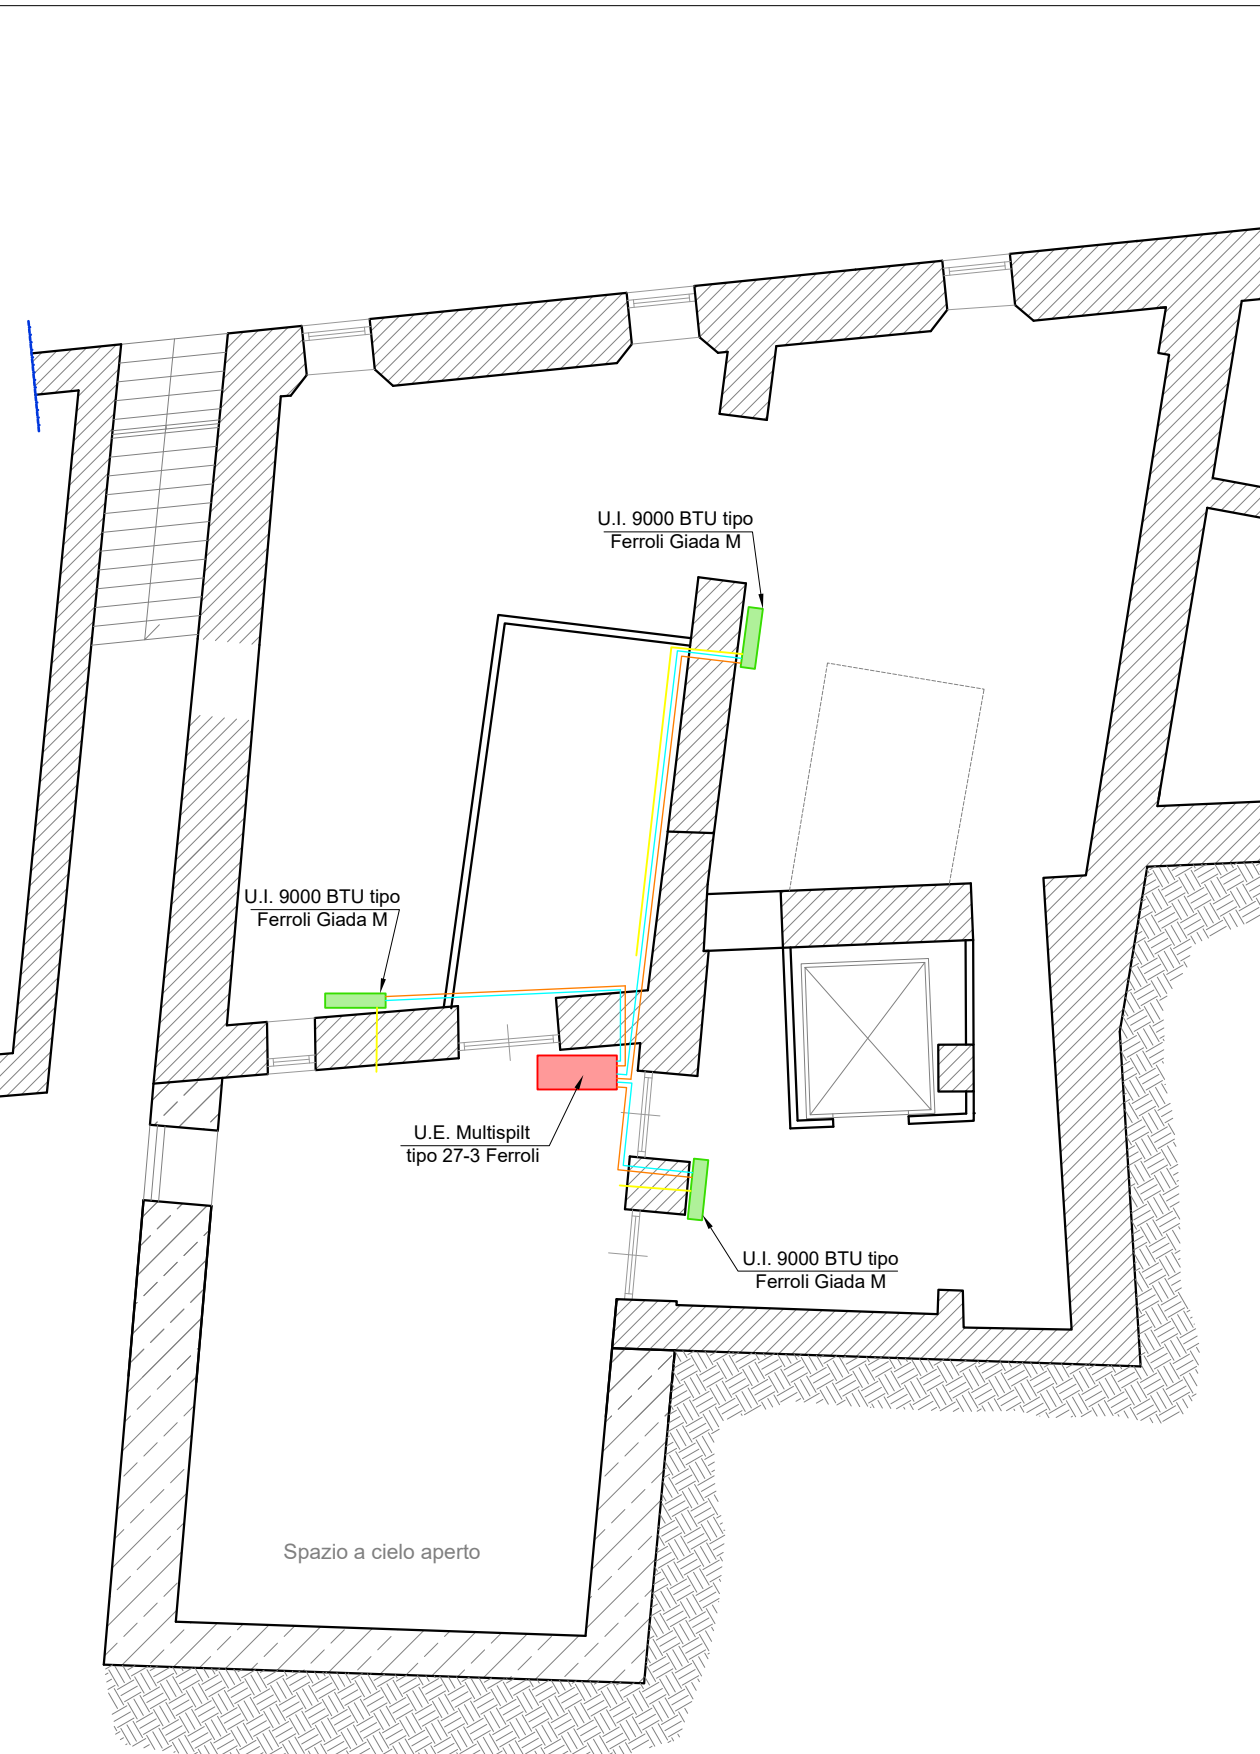 U.I. 9000 BTU tipo
Ferroli Giada M
U.I. 9000 BTU tipo
Ferroli Giada M
U.E. Multispilt
tipo 27-3 Ferroli
U.I. 9000 BTU tipo
Ferroli Giada M
Spazio a cielo aperto